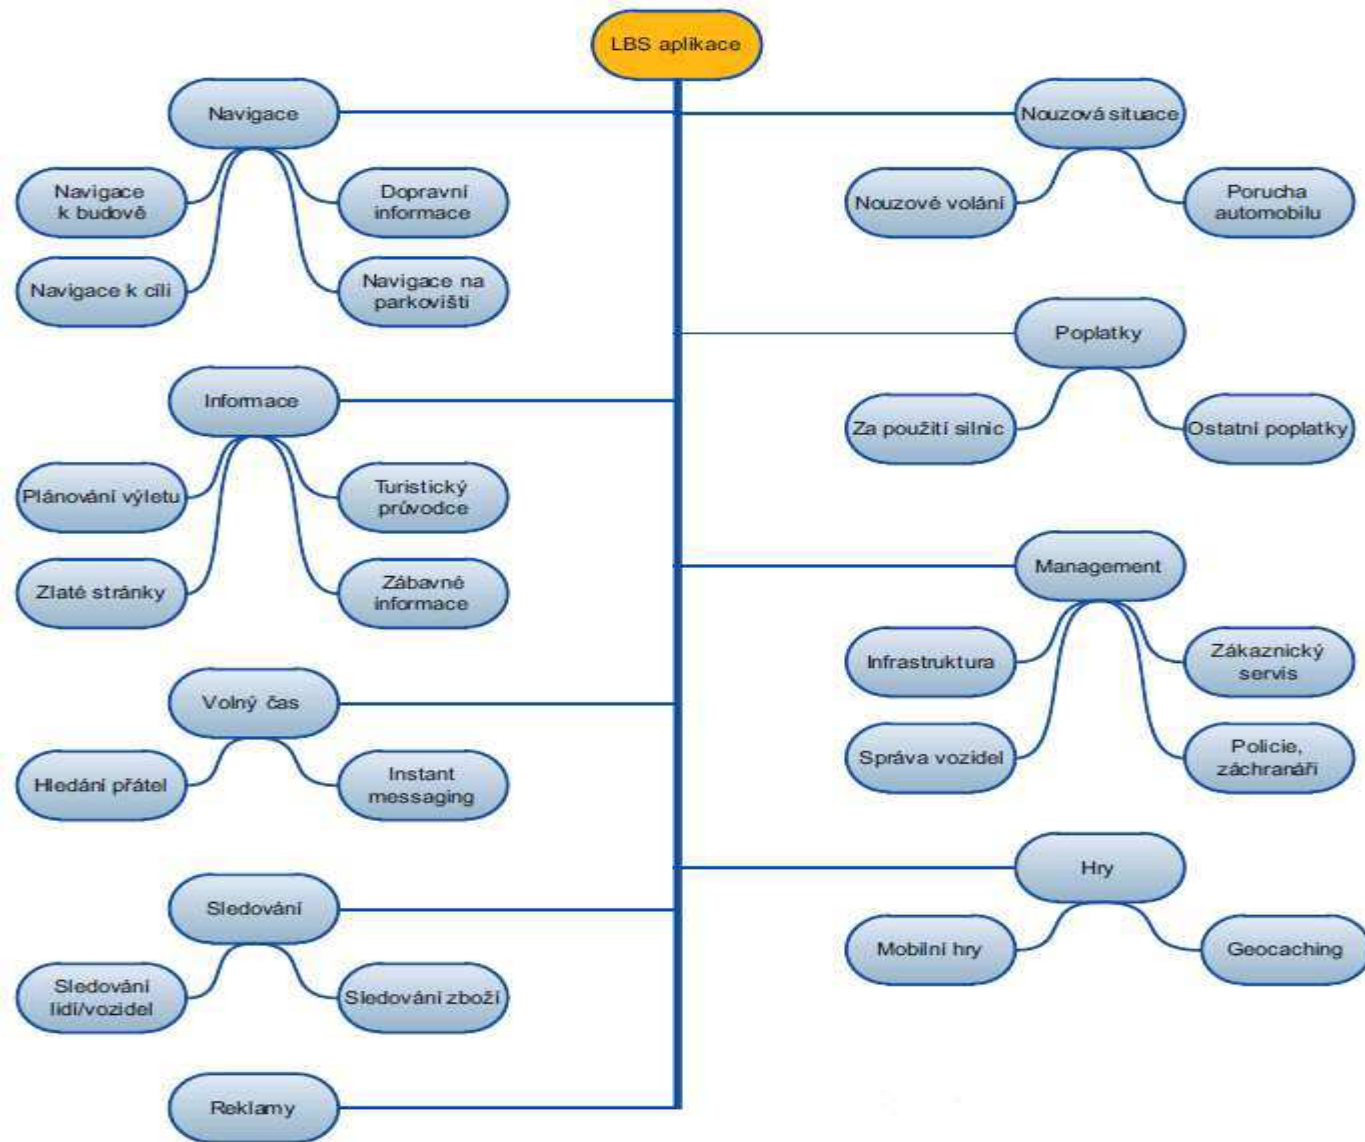 LBS aplikace
Navigace
Navigace
k budově
Dopravní
informace
Navigace k cíli
Navigace na
parkovišti
Informace
Plánování výletu
Turistický
průvodce
Zlaté stránky
Zábavné
informace
Volný čas
Hledání přátel
Instant
messaging
Sledování
Sledování
lidí/vozidel
Sledování zboží
Reklamy
Nouzová situace
Nouzové volání
Porucha
automobilu
Poplatky
Za použití silnic
Ostatní poplatky
Management
Infrastruktura
Zákaznický
servis
Správa vozidel
Policie,
záchranáři
Hry
Mobilní hry
Geocaching